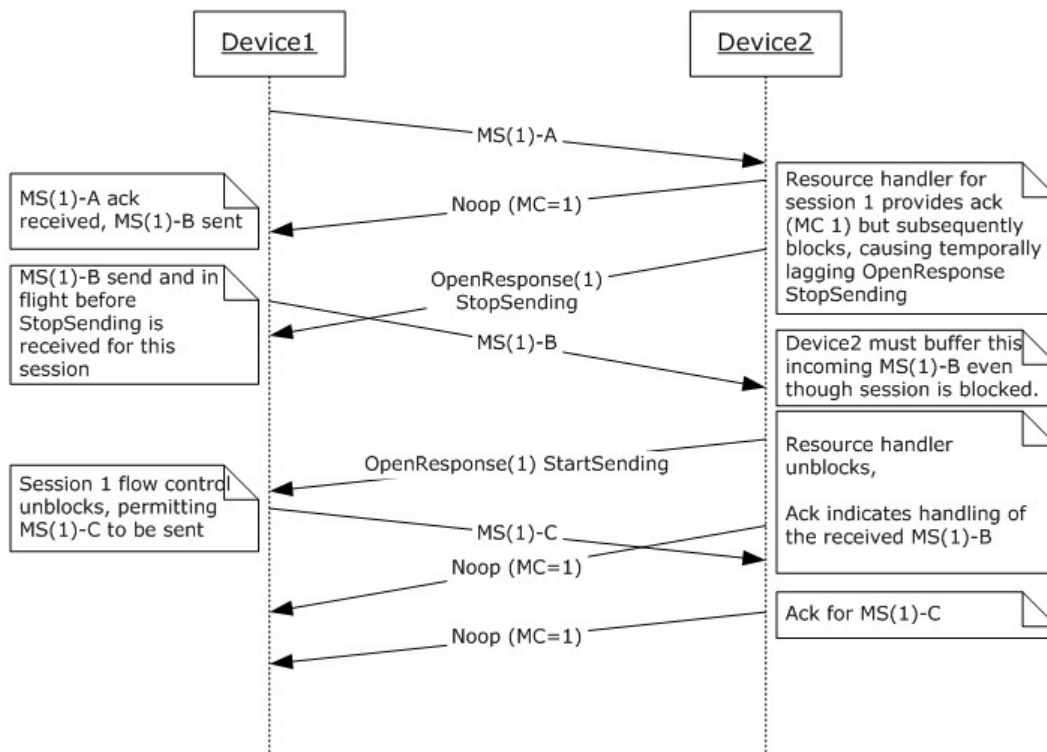 Device1
Device2
MS(1)-A
MS(1)-A ack
received, MS(1)-B sent
Noop (MC=1)
Resource handler for
session 1 provides ack
(MC 1) but subsequently
blocks, causing temporally
lagging OpenResponse
StopSending
MS(1)-B send and in
flight before
StopSending is
received for this
session
OpenResponse(1)
StopSending
MS(1)-B
Device2 must buffer this
incoming MS(1)-B even
though session is blocked.
OpenResponse(1) StartSending
Resource handler
unblocks,
Ack indicates handling of
the received MS(1)-B
Session 1 flow control
unblocks, permitting
MS(1)-C to be sent
MS(1)-C
Noop (MC=1)
Ack for MS(1)-C
Noop (MC=1)